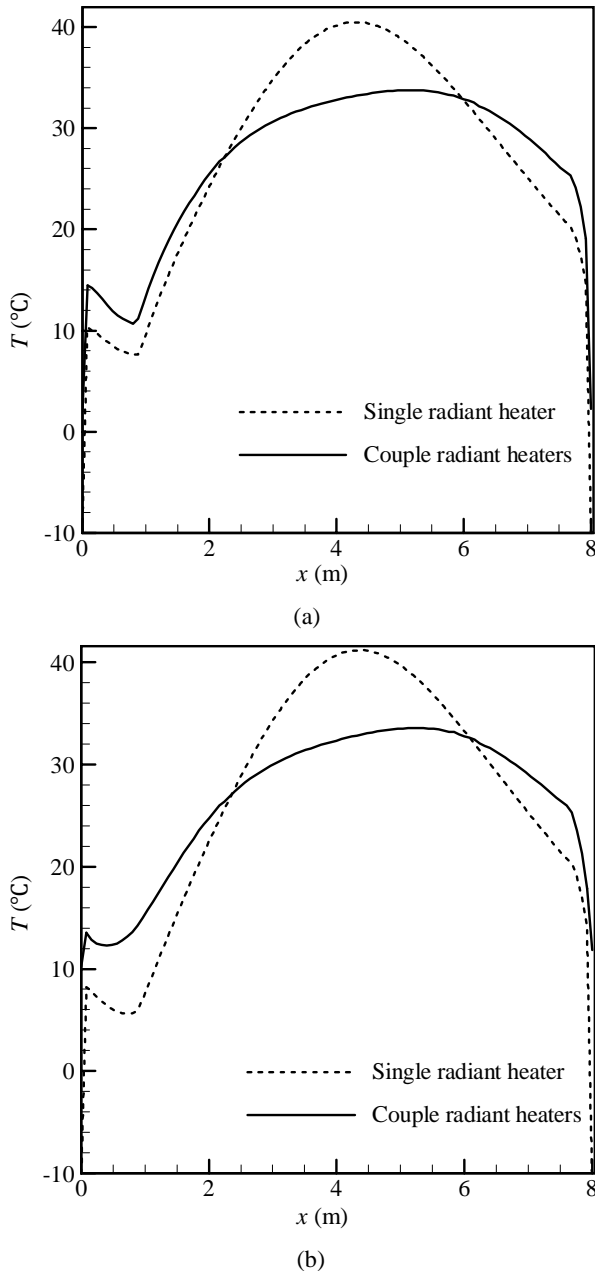 40
30
20
10
0
-10
T (℃)
Single radiant heater
Couple radiant heaters
0 2 4 6 8
x (m)
(a)
40
30
20
10
0
-10
T (℃)
Single radiant heater
Couple radiant heaters
0 2 4 6 8
x (m)
(b)